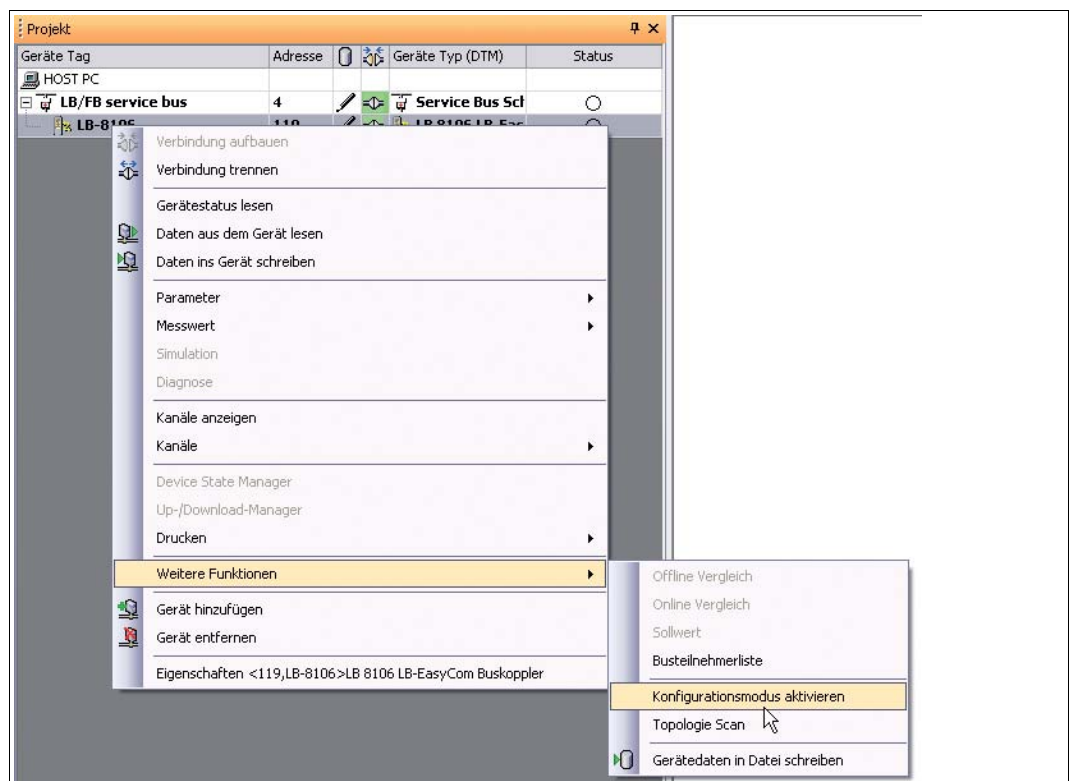 Projekt
Geräte Tag Adresse Geräte Typ (DTM) Status
HOST PC
LB/FB service bus 4 Service Bus Sch
LB-8106 119 LB 8106 LB-Eas
Verbindung aufbauen
Verbindung trennen
Gerätestatus lesen
Daten aus dem Gerät lesen
Daten ins Gerät schreiben
Parameter
Messwert
Simulation
Diagnose
Kanäle anzeigen
Kanäle
Device State Manager
Up-/Download-Manager
Drucken
Weitere Funktionen
Gerät hinzufügen
Gerät entfernen
Eigenschaften <119,LB-8106>LB 8106 LB-EasyCom Buskoppler
Offline Vergleich
Online Vergleich
Sollwert
Busteilnehmerliste
Konfigurationsmodus aktivieren
Topologie Scan
Gerätedaten in Datei schreiben